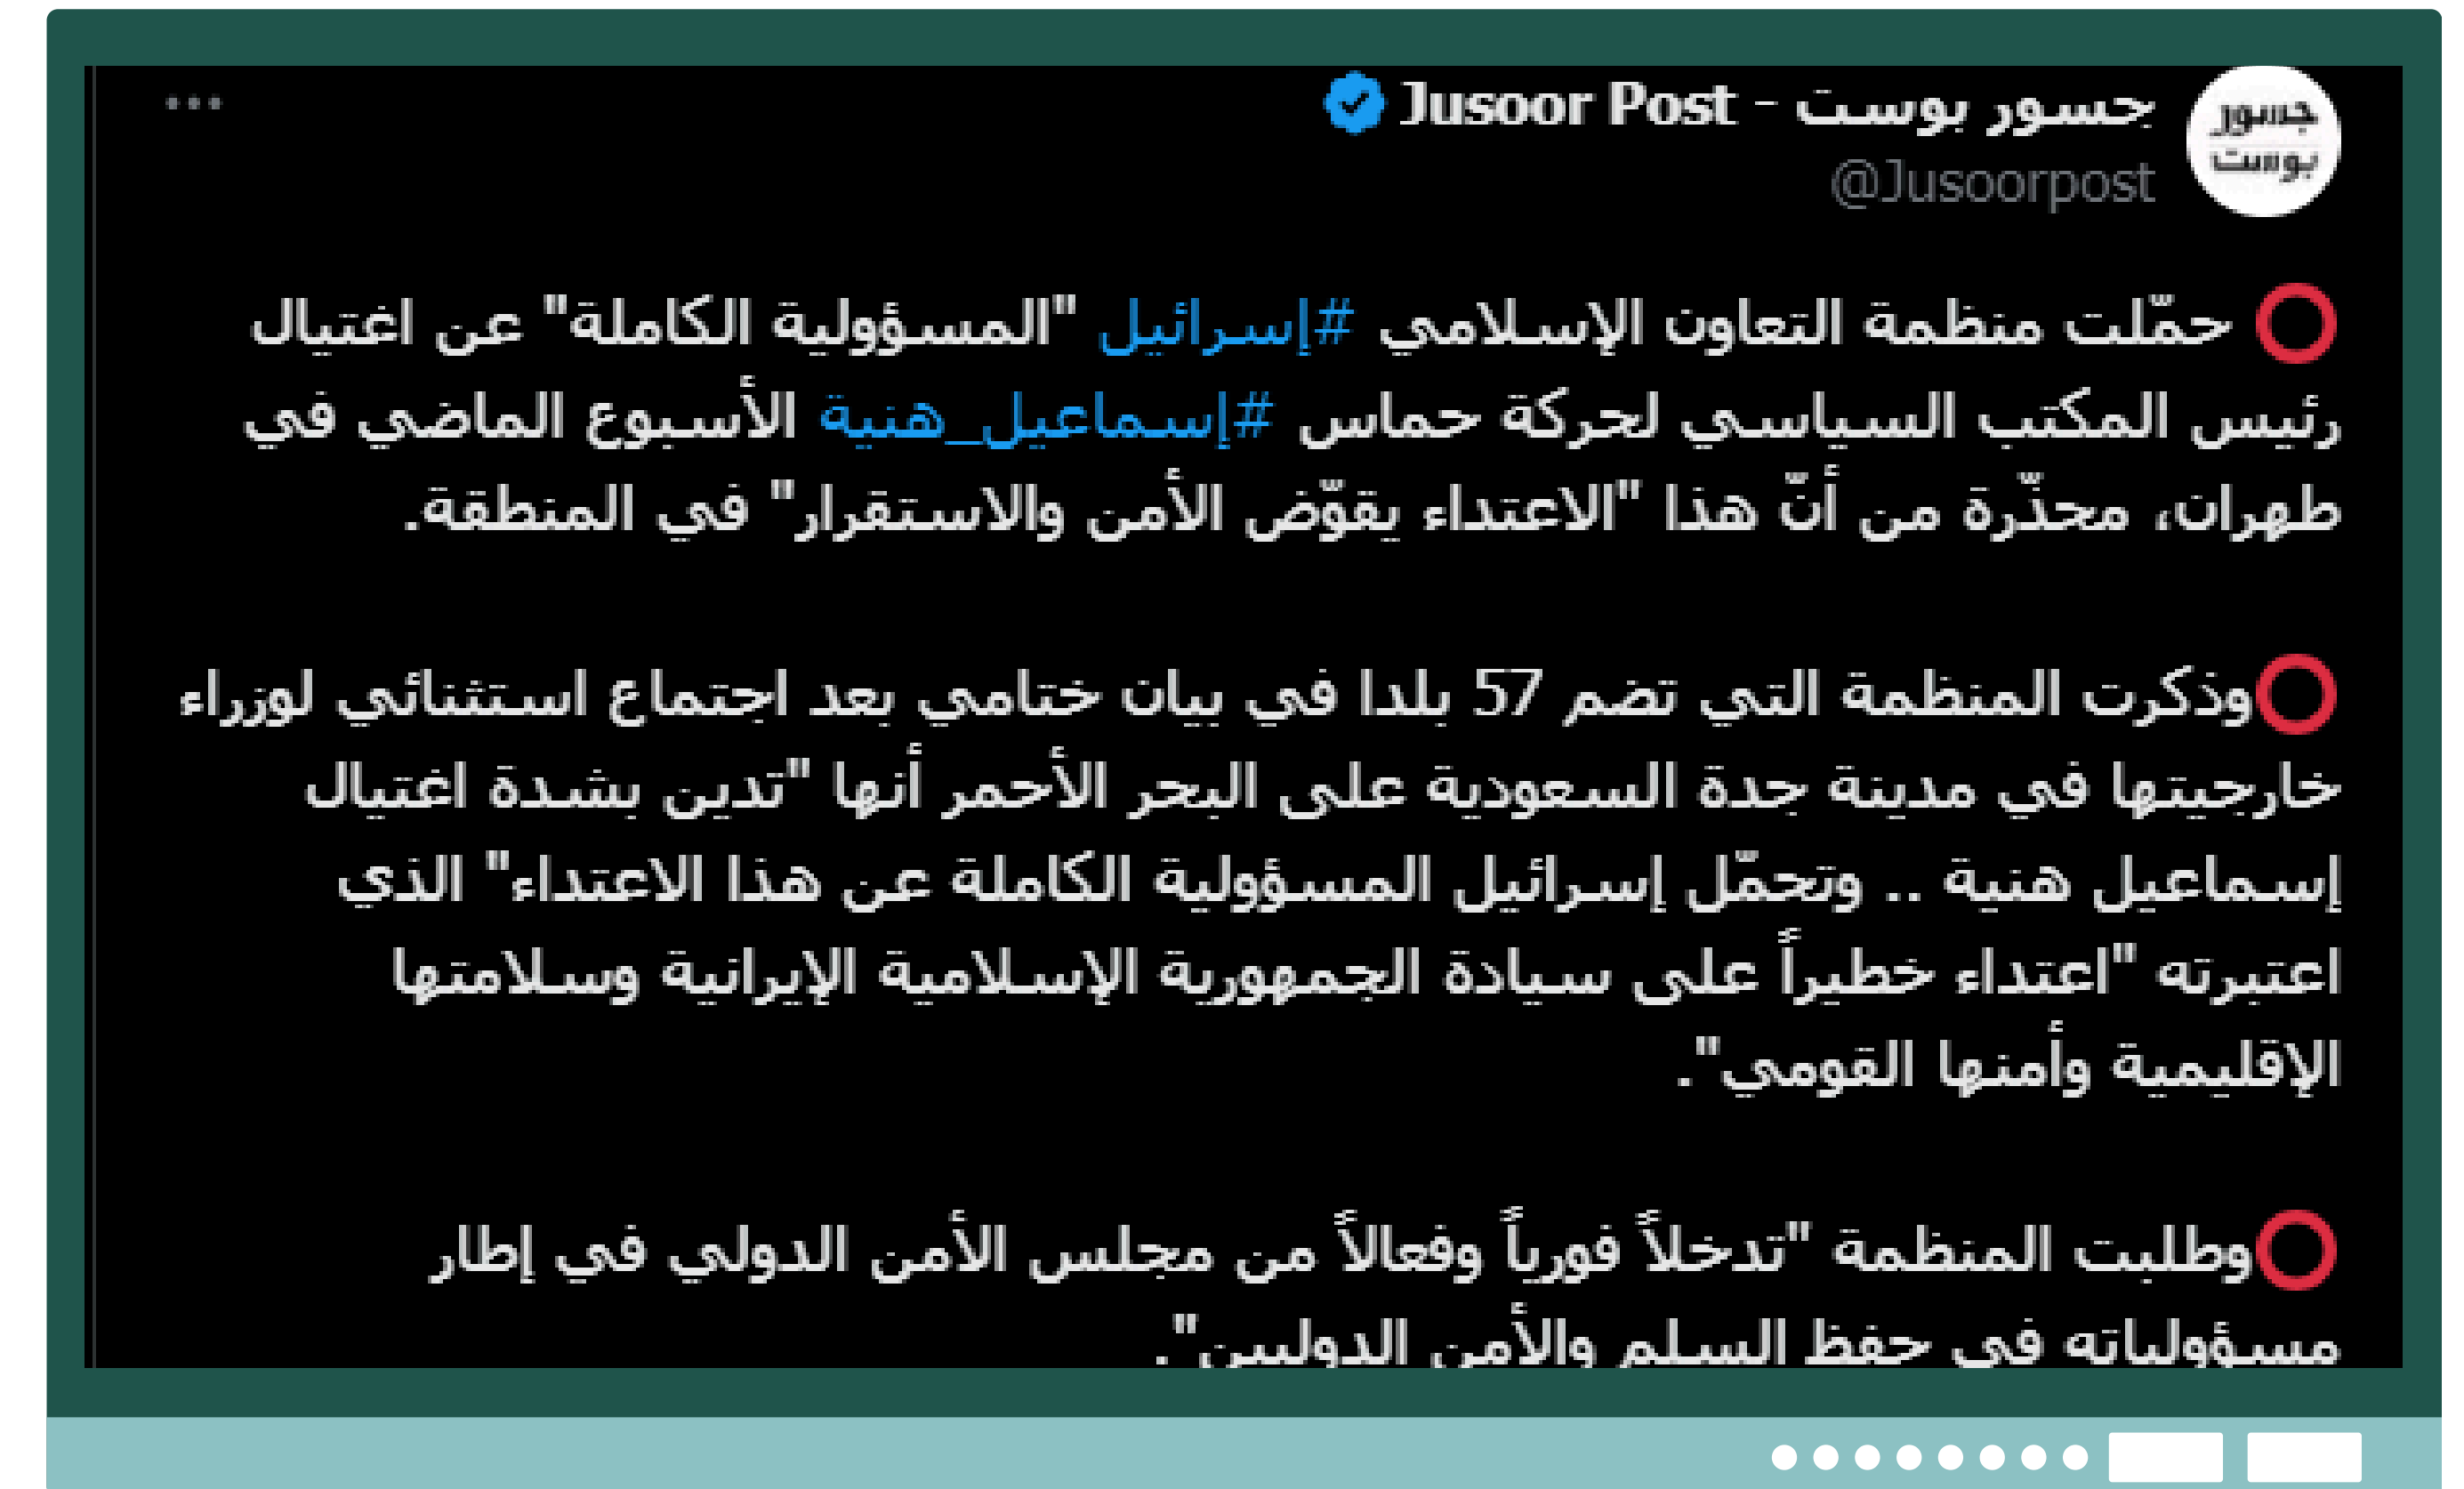 جسور بوست - Jusoor Post
@Jusoorpost
جسور
بوست
حمّلت منظمة التعاون الإسلامي #إسرائيل "المسؤولية الكاملة" عن اغتيال
رئيس المكتب السياسي لحركة حماس #إسماعيل_هنية الأسبوع الماضي في
طهران، محذّرة من أنّ هذا "الاعتداء يقوّض الأمن والاستقرار" في المنطقة.
وذكرت المنظمة التي تضم 57 بلدا في بيان ختامي بعد اجتماع استثنائي لوزراء
خارجيتها في مدينة جدة السعودية على البحر الأحمر أنها "تدين بشدة اغتيال
إسماعيل هنية .. وتحمّل إسرائيل المسؤولية الكاملة عن هذا الاعتداء" الذي
اعتبرته "اعتداء خطيراً على سيادة الجمهورية الإسلامية الإيرانية وسلامتها
الإقليمية وأمنها القومي".
وطلبت المنظمة "تدخلاً فورياً وفعالاً من مجلس الأمن الدولي في إطار
مسؤولياته في حفظ السلم والأمن الدوليين".